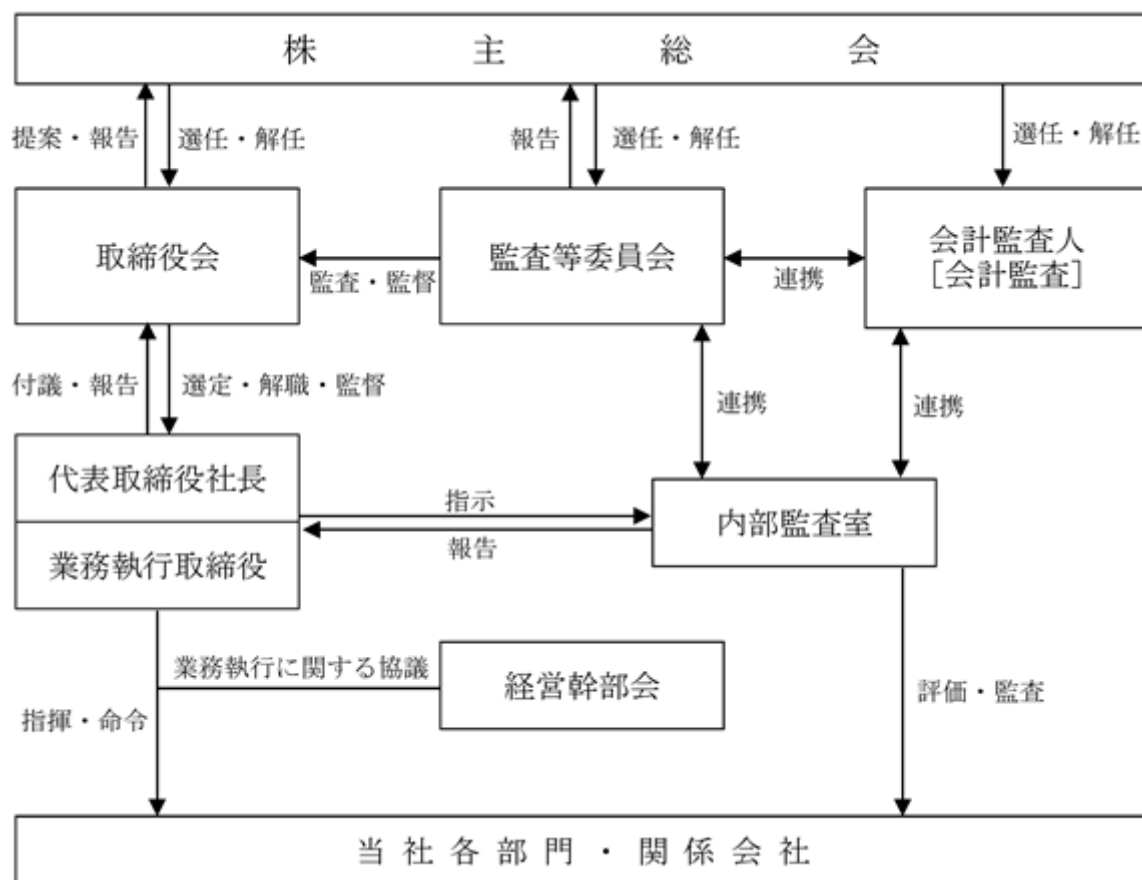 株主総会
提案・報告
選任・解任
報告
選任・解任
選任・解任
取締役会
監査・監督
監査等委員会
連携
会計監査人
［会計監査］
付議・報告
選定・解職・監督
連携
連携
代表取締役社長
業務執行取締役
指示
報告
内部監査室
業務執行に関する協議
経営幹部会
指揮・命令
評価・監査
当社各部門・関係会社